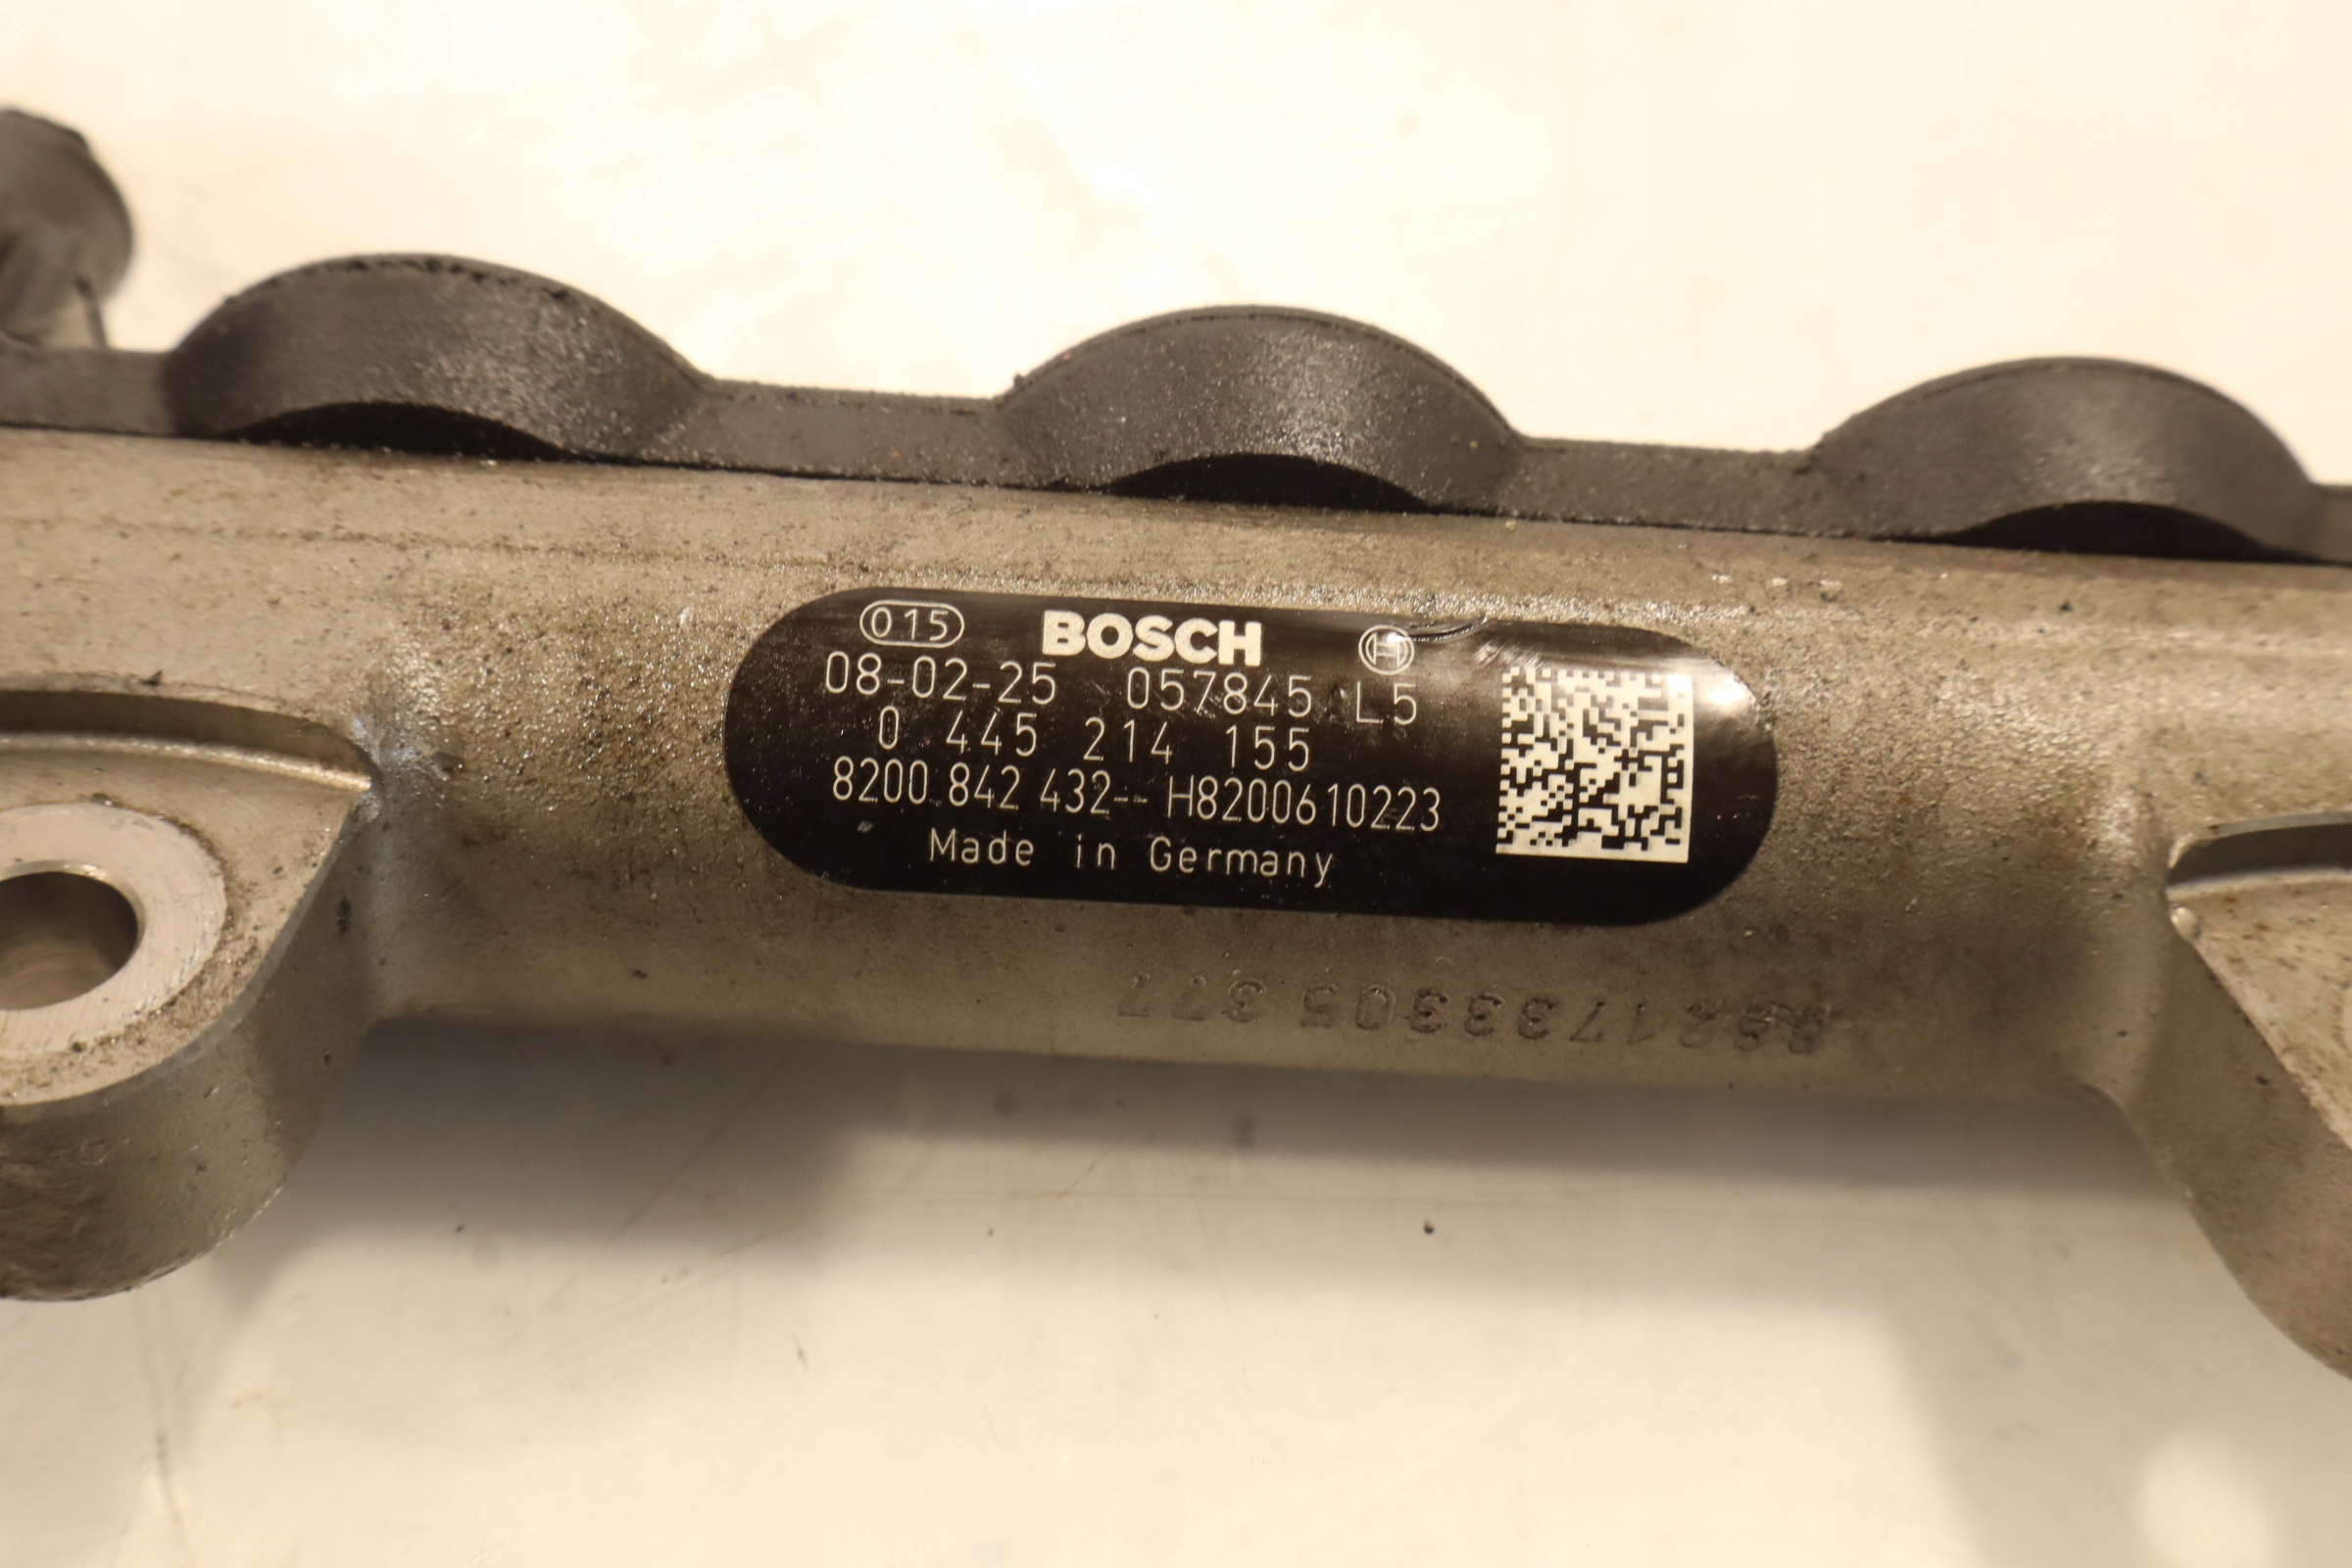 015 BOSCH
08-02-25 057845 L5
0 445 214 155
8200 842 432-- H8200610223
Made in Germany